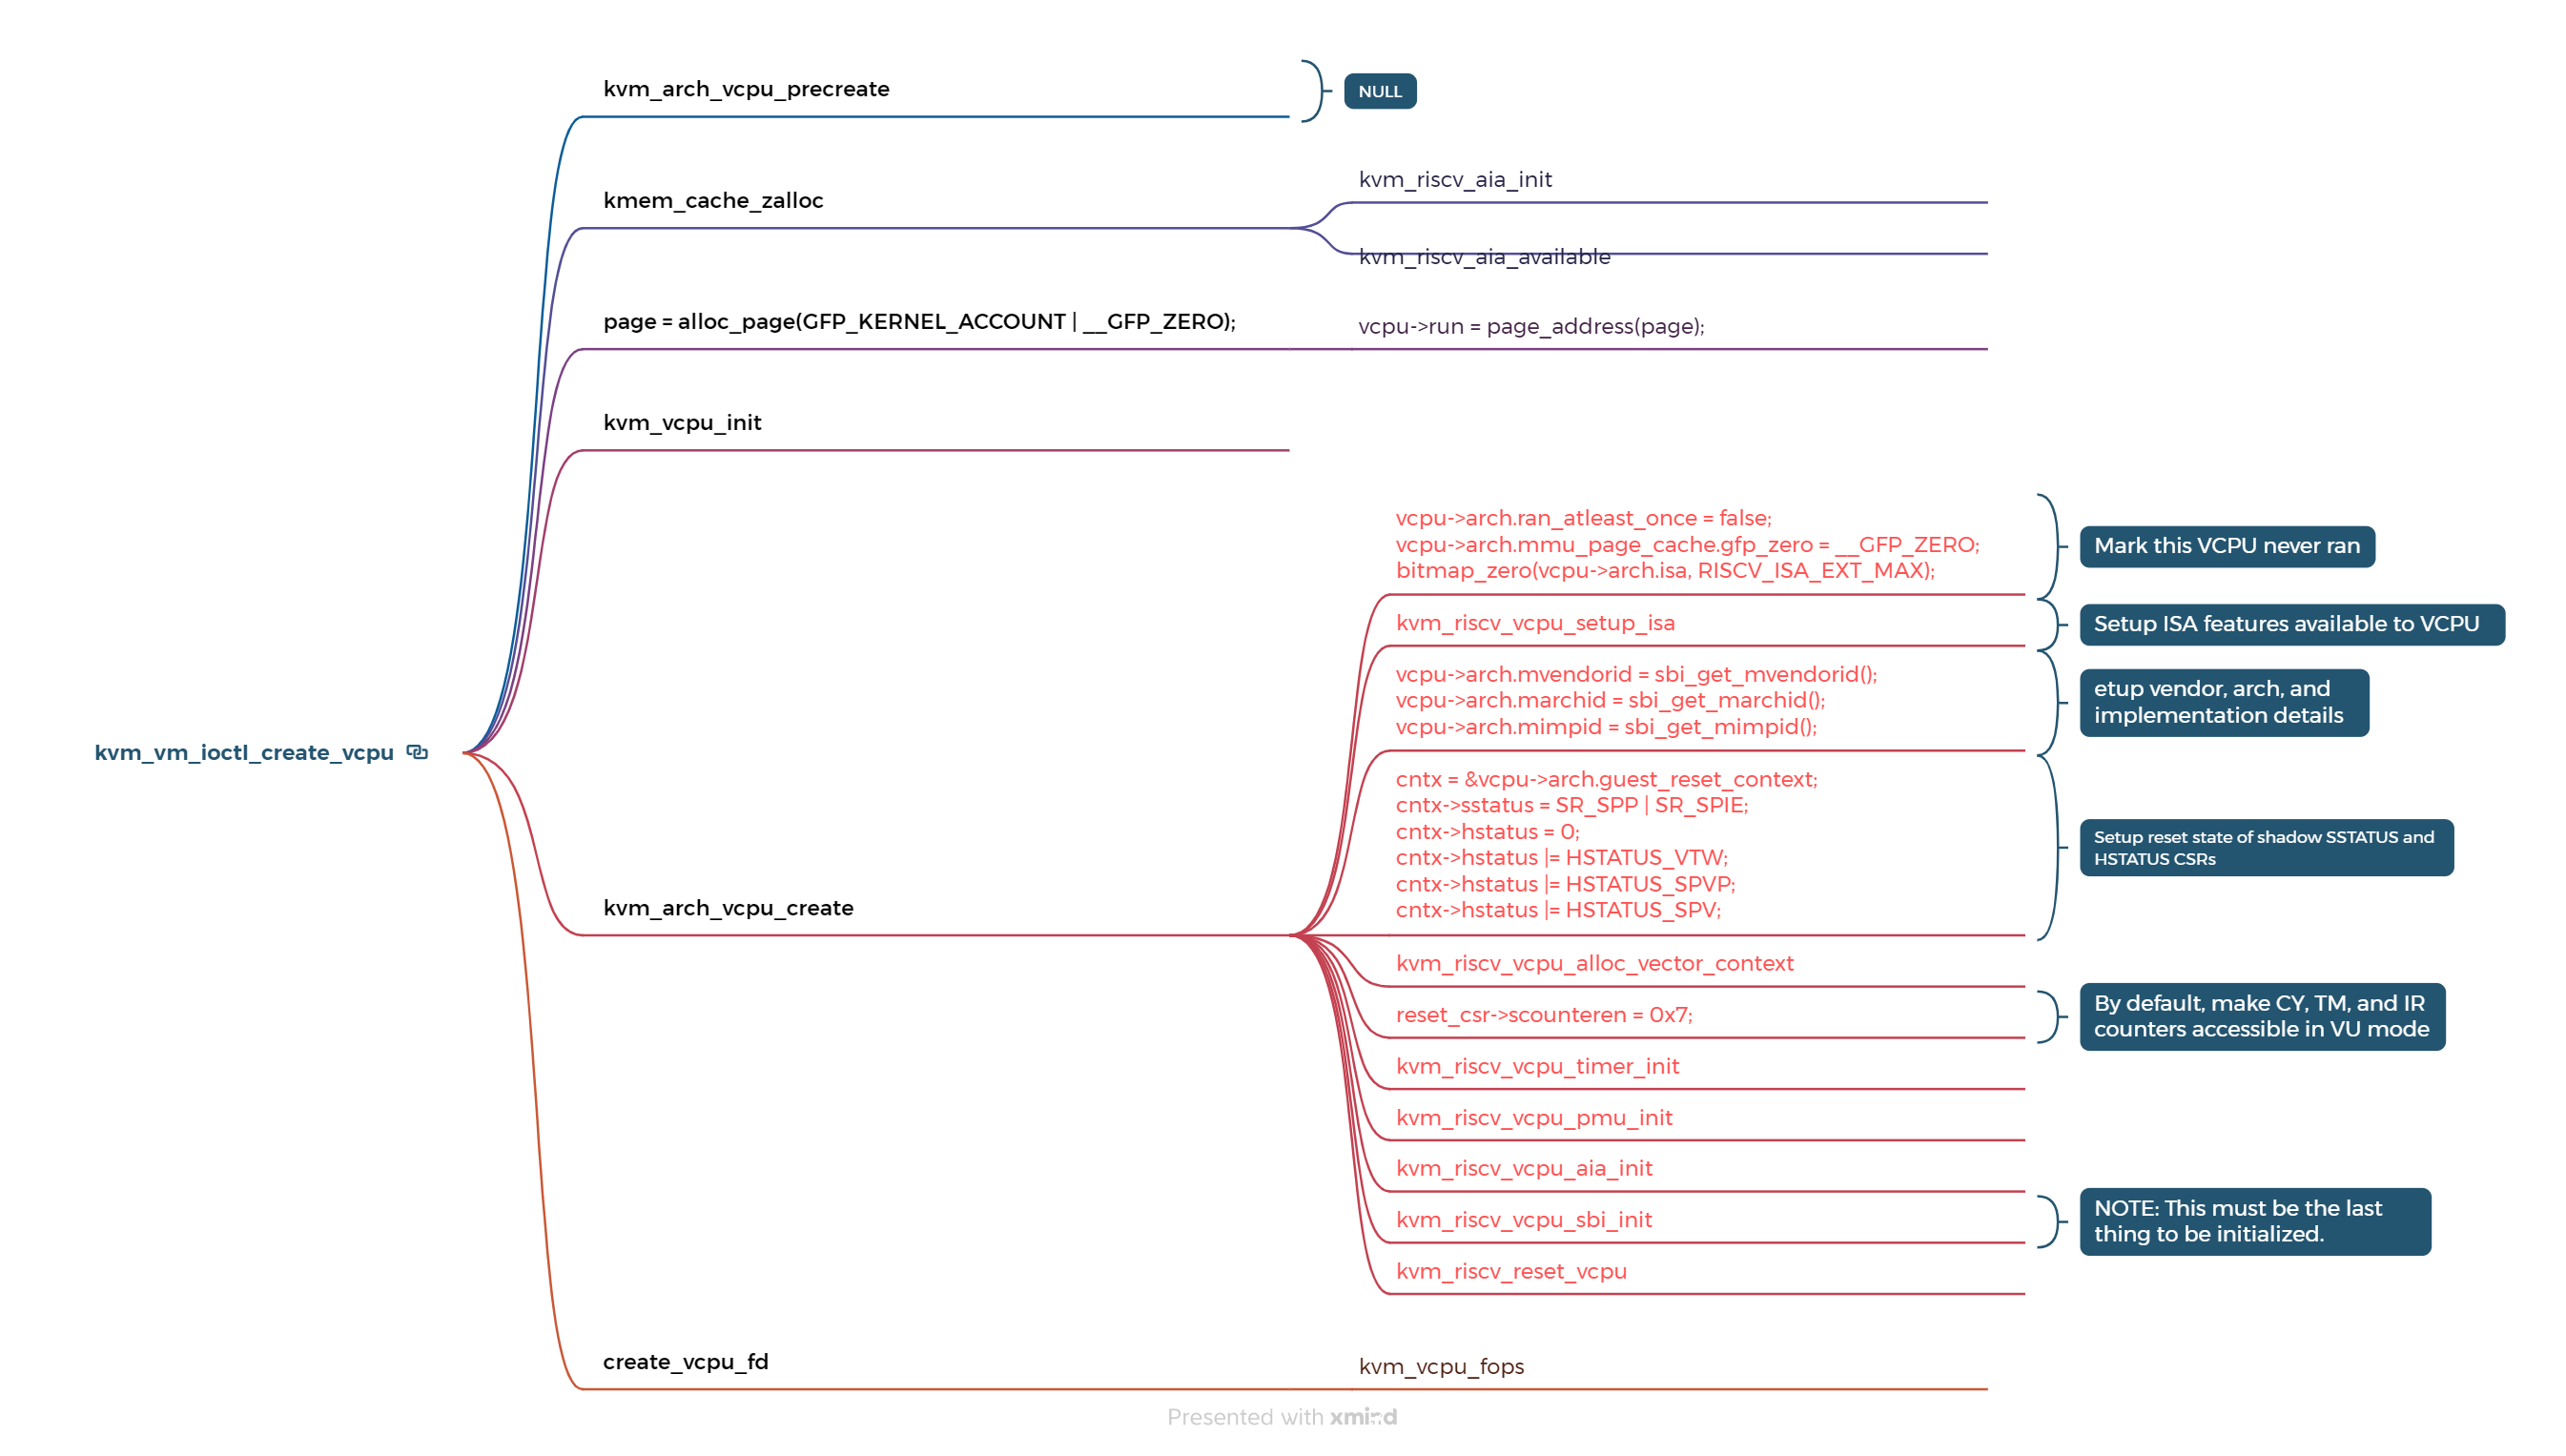 kvm_vm_ioctl_create_vcpu
kvm_arch_vcpu_precreate
NULL
kmem_cache_zalloc
kvm_riscv_aia_init
kvm_riscv_aia_available
page = alloc_page(GFP_KERNEL_ACCOUNT | __GFP_ZERO);
vcpu->run = page_address(page);
kvm_vcpu_init
kvm_arch_vcpu_create
vcpu->arch.ran_atleast_once = false;
vcpu->arch.mmu_page_cache.gfp_zero = __GFP_ZERO;
bitmap_zero(vcpu->arch.isa, RISCV_ISA_EXT_MAX);
Mark this VCPU never ran
kvm_riscv_vcpu_setup_isa
Setup ISA features available to VCPU
vcpu->arch.mvendorid = sbi_get_mvendorid();
vcpu->arch.marchid = sbi_get_marchid();
vcpu->arch.mimpid = sbi_get_mimpid();
etup vendor, arch, and
implementation details
cntx = &vcpu->arch.guest_reset_context;
cntx->sstatus = SR_SPP | SR_SPIE;
cntx->hstatus = 0;
cntx->hstatus |= HSTATUS_VTW;
cntx->hstatus |= HSTATUS_SPVP;
cntx->hstatus |= HSTATUS_SPV;
Setup reset state of shadow SSTATUS and
HSTATUS CSRs
kvm_riscv_vcpu_alloc_vector_context
reset_csr->scounteren = 0x7;
By default, make CY, TM, and IR
counters accessible in VU mode
kvm_riscv_vcpu_timer_init
kvm_riscv_vcpu_pmu_init
kvm_riscv_vcpu_aia_init
kvm_riscv_vcpu_sbi_init
NOTE: This must be the last
thing to be initialized.
kvm_riscv_reset_vcpu
create_vcpu_fd
kvm_vcpu_fops
Presented with xmind